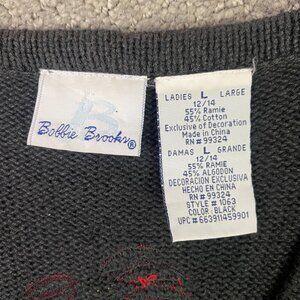 Bobbie Brooks®
LADIES L LARGE
12/14
55% Ramie
45% Cotton
Exclusive of Decoration
Made in China
RN# 99324
DAMAS L GRANDE
12/14
55% RAMIE
45% ALGODON
DECORACION EXCLUSIVA
HECHO EN CHINA
RN# 99324
STYLE # 1063
COLOR: BLACK
UPC # 663911459901